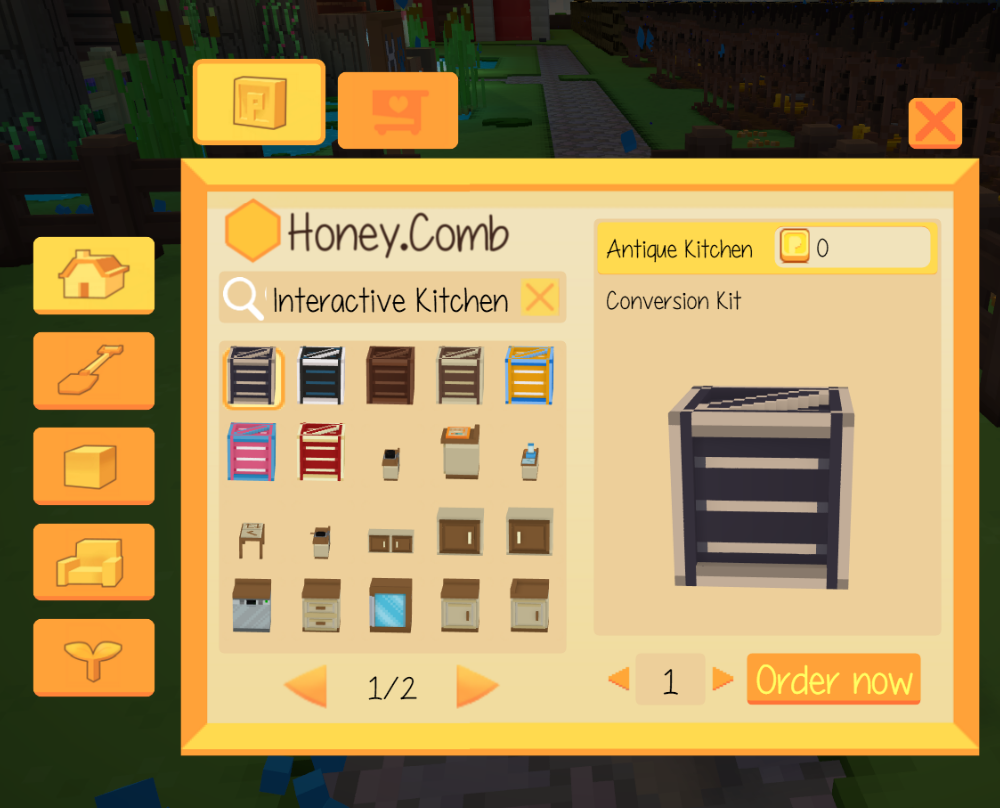 Honey.Comb
Interactive Kitchen
1/2
Antique Kitchen
0
Conversion Kit
1
Order now